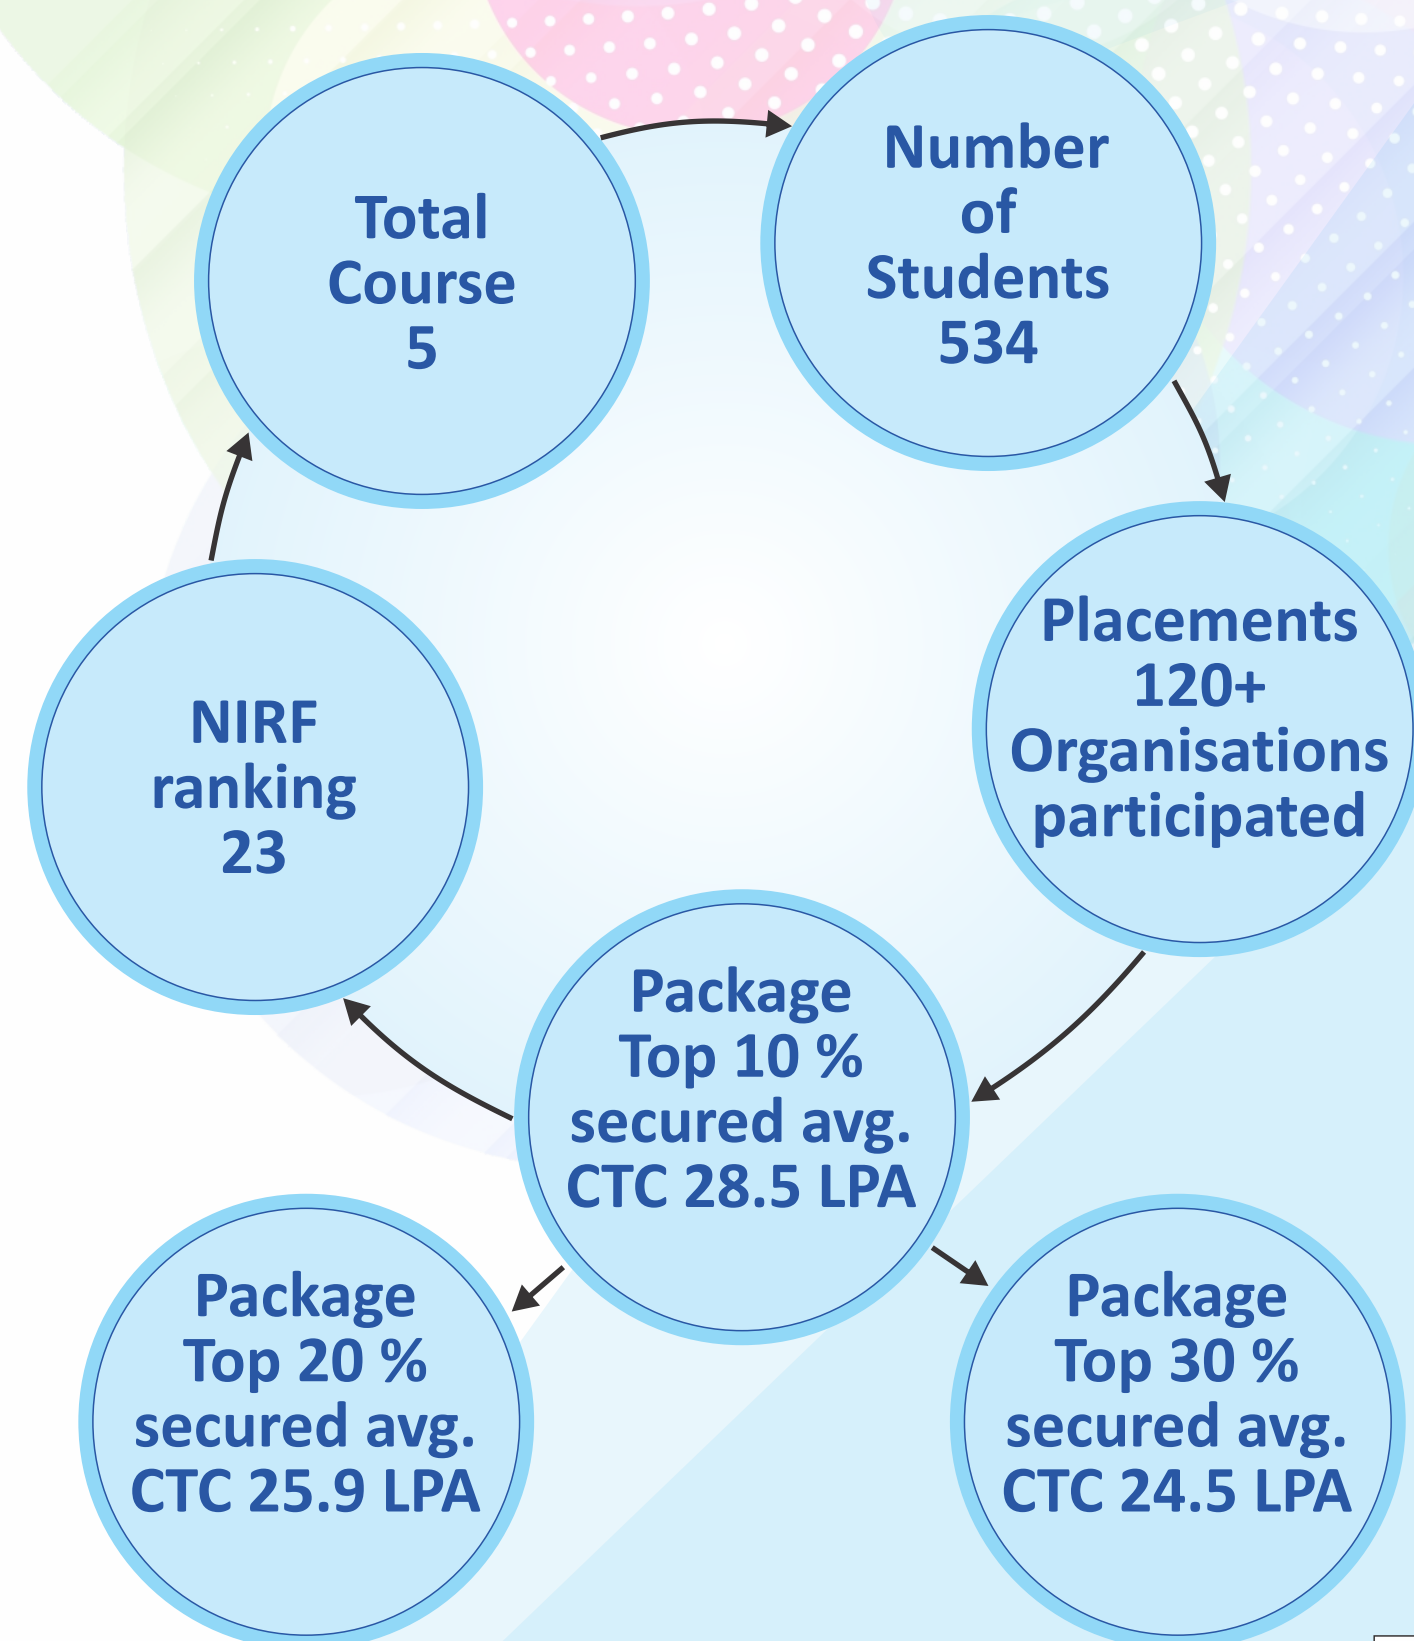 Total
Course
5
Number
of
Students
534
Placements
120+
Organisations
participated
NIRF
ranking
23
Package
Top 10 %
secured avg.
CTC 28.5 LPA
Package
Top 20 %
secured avg.
CTC 25.9 LPA
Package
Top 30 %
secured avg.
CTC 24.5 LPA